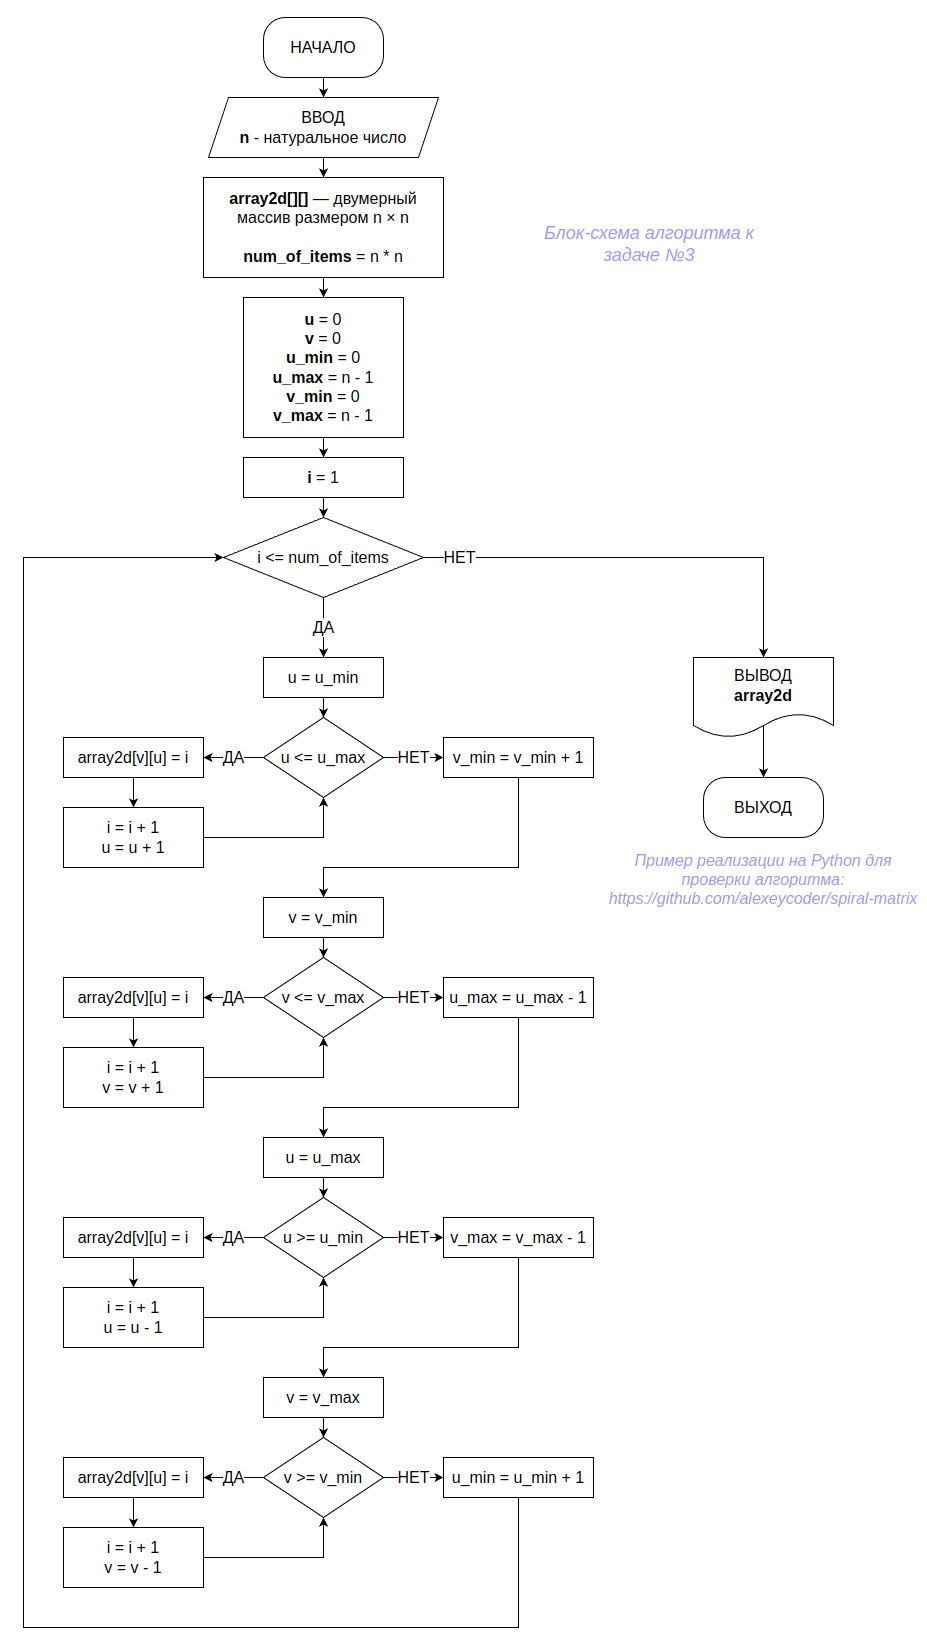 НАЧАЛО
ВВОД
n - натуральное число
array2d[][] — двумерный
массив размером n × n
num_of_items = n * n
Блок-схема алгоритма к
задаче №3
u = 0
v = 0
u_min = 0
u_max = n - 1
v_min = 0
v_max = n - 1
i = 1
i <= num_of_items
НЕТ
ДА
ВЫВОД
array2d
ВЫХОД
Пример реализации на Python для
проверки алгоритма:
https://github.com/alexeycoder/spiral-matrix
u = u_min
u <= u_max
ДА
НЕТ
array2d[v][u] = i
v_min = v_min + 1
i = i + 1
u = u + 1
v = v_min
v <= v_max
ДА
НЕТ
array2d[v][u] = i
u_max = u_max - 1
i = i + 1
v = v + 1
u = u_max
u >= u_min
ДА
НЕТ
array2d[v][u] = i
v_max = v_max - 1
i = i + 1
u = u - 1
v = v_max
v >= v_min
ДА
НЕТ
array2d[v][u] = i
u_min = u_min + 1
i = i + 1
v = v - 1